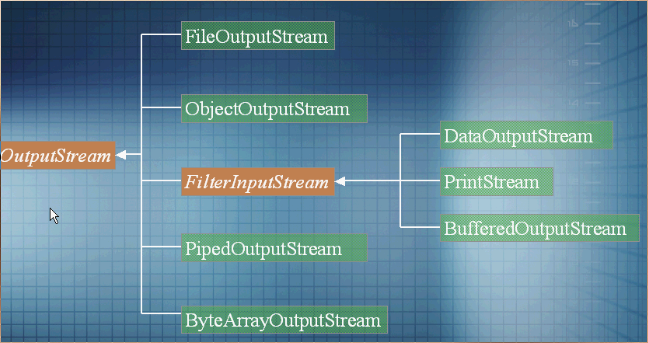 FileOutputStream
ObjectOutputStream
DataOutputStream
OutputStream
FilterInputStream
PrintStream
BufferedOutputStream
PipedOutputStream
ByteArrayOutputStream